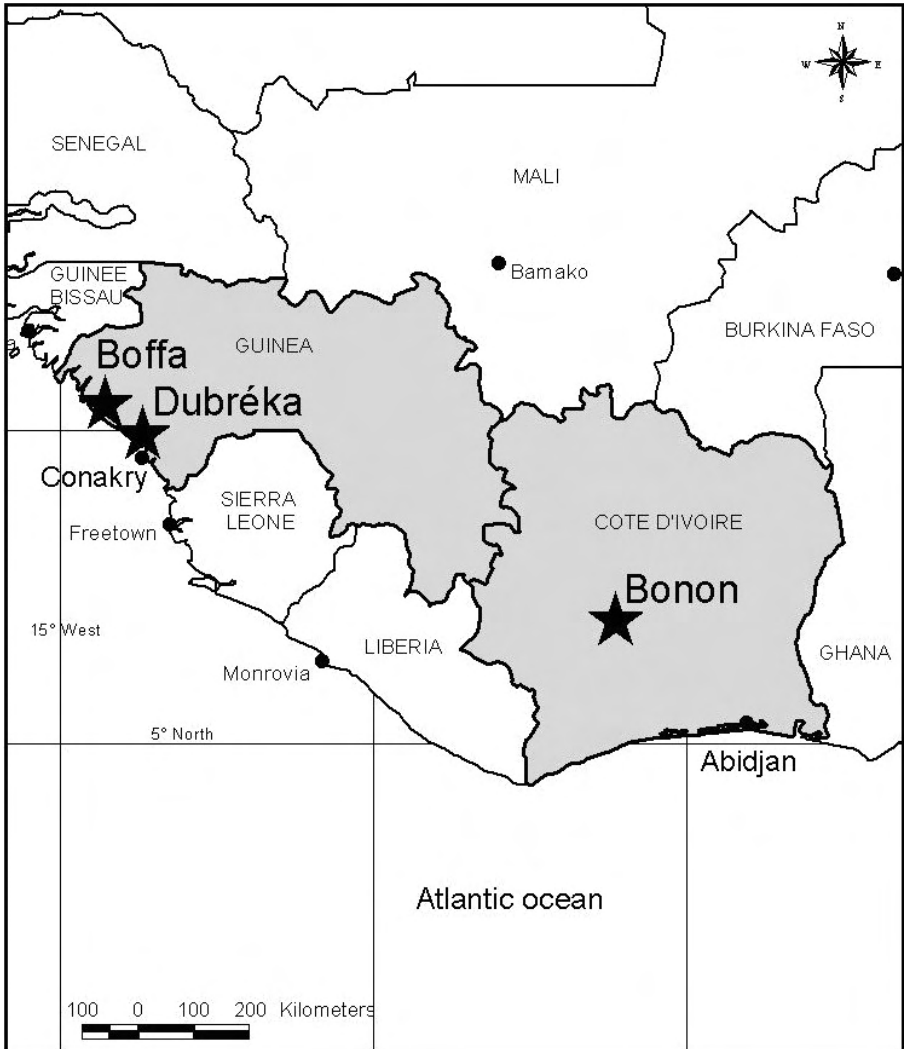 N
W
E
S
SENEGAL
MALI
GUINEE
BISSAU
Bamako
BURKINA FASO
GUINEA
Boffa
Dubréka
Conakry
SIERRA
LEONE
Freetown
COTE D'IVOIRE
Bonon
15° West
LIBERIA
GHANA
Monrovia
5° North
Abidjan
Atlantic ocean
100 0 100 200 Kilometers